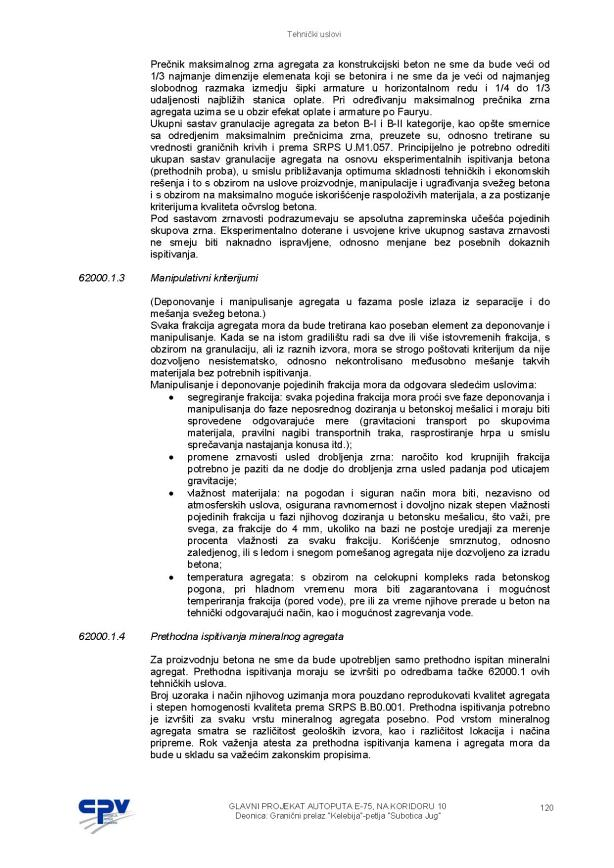 Tehnički uslovi
Prečnik maksimalnog zrna agregata za konstrukcijski beton ne sme da bude veći od
1/3 najmanje dimenzije elemenata koji se betonira i ne sme da je veći od najmanjeg
slobodnog razmaka izmedju šipki armature u horizontalnom redu i 1/4 do 1/3
udaljenosti najbližih stanica oplate. Pri određivanju maksimalnog prečnika zrna
agregata uzima se u obzir efekat oplate i armature po Fauryu.
Ukupni sastav granulacije agregata za beton B-I i B-II kategorije, kao opšte smernice
sa odredjenim maksimalnim prečnicima zrna, preuzete su, odnosno tretirane su
vrednosti graničnih krivih i prema SRPS U.M1.057. Principijelno je potrebno odrediti
ukupan sastav granulacije agregata na osnovu eksperimentalnih ispitivanja betona
(prethodnih proba), u smislu približavanja optimuma skladnosti tehničkih i ekonomskih
rešenja i to s obzirom na uslove proizvodnje, manipulacije i ugrađivanja svežeg betona
i s obzirom na maksimalno moguće iskorišćenje raspoloživih materijala, a za postizanje
kriterijuma kvaliteta očvrslog betona.
Pod sastavom zrnavosti podrazumevaju se apsolutna zapreminska učešća pojedinih
skupova zrna. Eksperimentalno doterane i usvojene krive ukupnog sastava zrnavosti
ne smeju biti naknadno ispravljene, odnosno menjane bez posebnih dokaznih
ispitivanja.
62000.1.3 Manipulativni kriterijumi
(Deponovanje i manipulisanje agregata u fazama posle izlaza iz separacije i do
mešanja svežeg betona.)
Svaka frakcija agregata mora da bude tretirana kao poseban element za deponovanje i
manipulisanje. Kada se na istom gradilištu radi sa dve ili više istovremenih frakcija, s
obzirom na granulaciju, ali iz raznih izvora, mora se strogo poštovati kriterijum da nije
dozvoljeno nesistematsko, odnosno nekontrolisano međusobno mešanje takvih
materijala bez potrebnih ispitivanja.
Manipulisanje i deponovanje pojedinih frakcija mora da odgovara sledećim uslovima:
● segregiranje frakcija: svaka pojedina frakcija mora proći sve faze deponovanja i
manipulisanja do faze neposrednog doziranja u betonskoj mešalici i moraju biti
sprovedene odgovarajuće mere (gravitacioni transport po skupovima
materijala, pravilni nagibi transportnih traka, rasprostiranje hrpa u smislu
sprečavanja nastajanja konusa itd.);
● promene zrnavosti usled drobljenja zrna: naročito kod krupnijih frakcija
potrebno je paziti da ne dodje do drobljenja zrna usled padanja pod uticajem
gravitacije;
● vlažnost materijala: na pogodan i siguran način mora biti, nezavisno od
atmosferskih uslova, osigurana ravnomernost i dovoljno nizak stepen vlažnosti
pojedinih frakcija u fazi njihovog doziranja u betonsku mešalicu, što važi, pre
svega, za frakcije do 4 mm, ukoliko na bazi ne postoje uredjaji za merenje
procenta vlažnosti za svaku frakciju. Korišćenje smrznutog, odnosno
zaledjenog, ili s ledom i snegom pomešanog agregata nije dozvoljeno za izradu
betona;
● temperatura agregata: s obzirom na celokupni kompleks rada betonskog
pogona, pri hladnom vremenu mora biti zagarantovana i mogućnost
temperiranja frakcija (pored vode), pre ili za vreme njihove prerade u beton na
tehnički odgovarajući način, kao i mogućnost zagrevanja vode.
62000.1.4 Prethodna ispitivanja mineralnog agregata
Za proizvodnju betona ne sme da bude upotrebljen samo prethodno ispitan mineralni
agregat. Prethodna ispitivanja moraju se izvršiti po odredbama tačke 62000.1 ovih
tehničkih uslova.
Broj uzoraka i način njihovog uzimanja mora pouzdano reprodukovati kvalitet agregata
i stepen homogenosti kvaliteta prema SRPS B.B0.001. Prethodna ispitivanja potrebno
je izvršiti za svaku vrstu mineralnog agregata posebno. Pod vrstom mineralnog
agregata smatra se različitost geoloških izvora, kao i različitost lokacija i načina
pripreme. Rok važenja atesta za prethodna ispitivanja kamena i agregata mora da
bude u skladu sa važećim zakonskim propisima.
CPV
GLAVNI PROJEKAT AUTOPUTA E-75, NA KORIDORU 10
Deonica: Granični prelaz "Kelebija"-petlja "Subotica Jug"
120